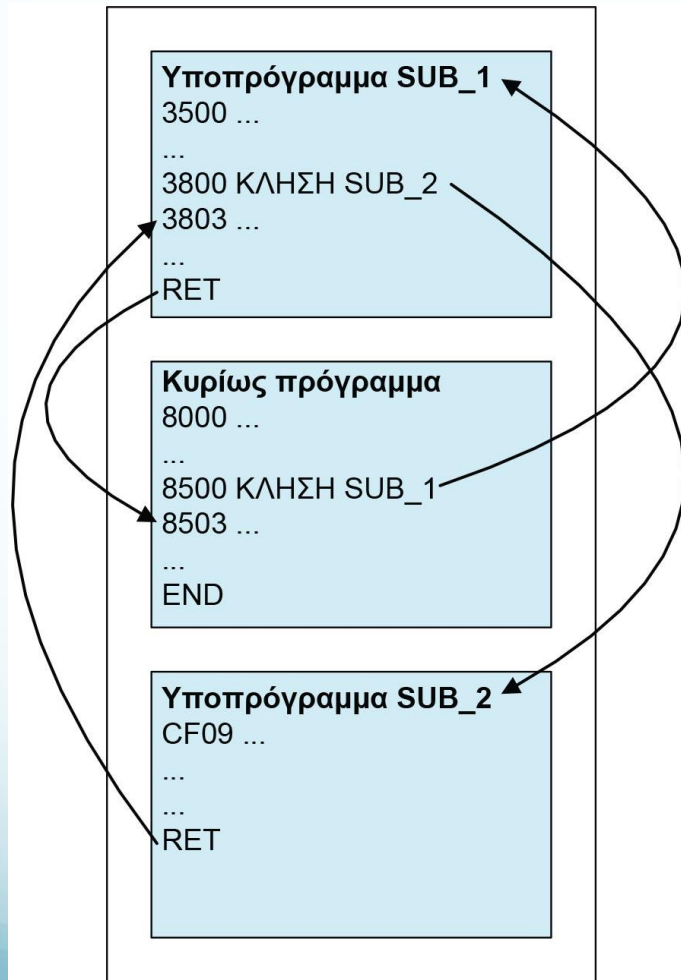 Υποπρόγραμμα SUB_1
3500 ...
...
3800 ΚΛΗΣΗ SUB_2
3803 ...
...
RET
Κυρίως πρόγραμμα
8000 ...
...
8500 ΚΛΗΣΗ SUB_1
8503 ...
...
END
Υποπρόγραμμα SUB_2
CF09 ...
...
...
RET